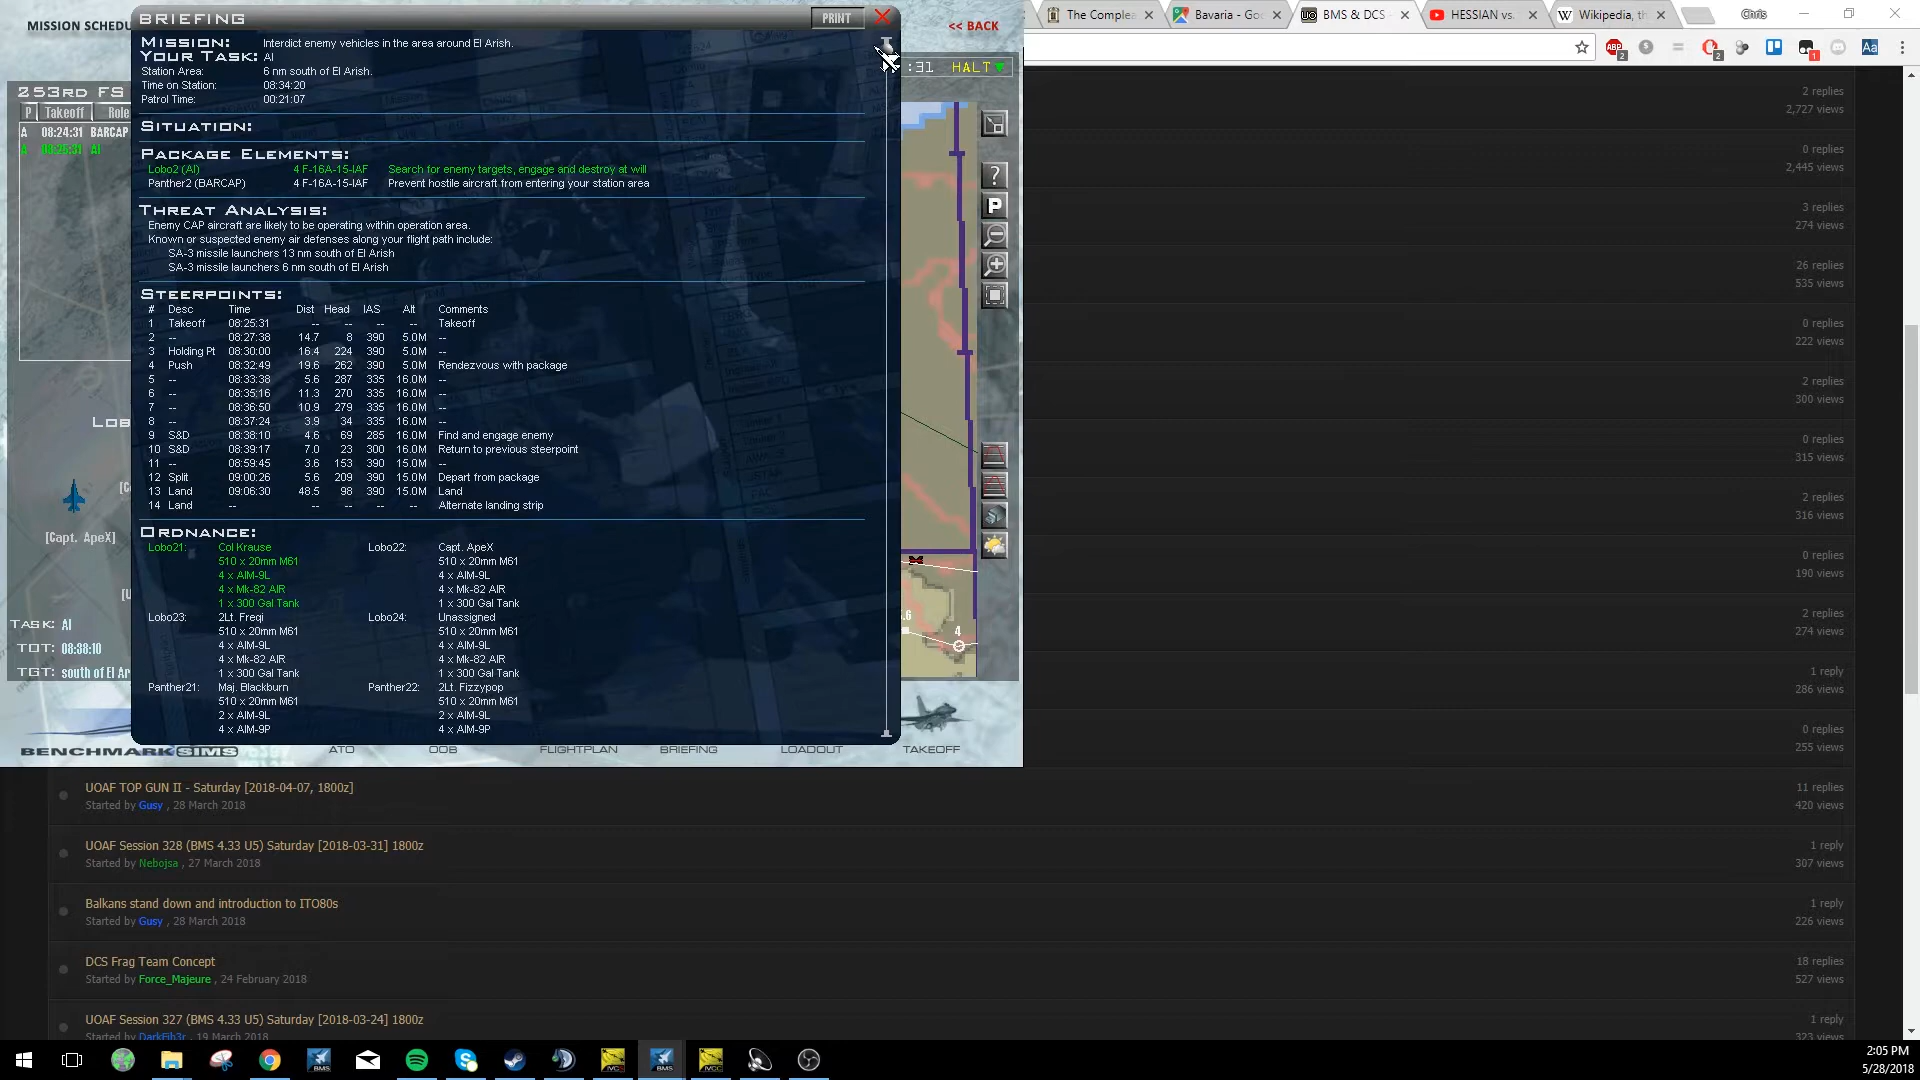 MISSION SCHEDU
BRIEFING
PRINT
<< BACK
MISSION: Interdict enemy vehicles in the area around El Arish.
YOUR TASK: AI
Station Area: 6 nm south of El Arish.
Time on Station: 08:34:20
Patrol Time: 00:21:07
SITUATION:
PACKAGE ELEMENTS:
Lobo2 (AI) 4 F-16A-15-IAF Search for enemy targets, engage and destroy at will
Panther2 (BARCAP) 4 F-16A-15-IAF Prevent hostile aircraft from entering your station area
THREAT ANALYSIS:
Enemy CAP aircraft are likely to be operating within operation area.
Known or suspected enemy air defenses along your flight path include:
SA-3 missile launchers 13 nm south of El Arish
SA-3 missile launchers 6 nm south of El Arish
STEERPOINTS:
# Desc Time Dist Head IAS Alt Comments
1 Takeoff 08:25:31 -- -- -- -- Takeoff
2 -- 08:27:38 14.7 8 390 5.0M --
3 Holding Pt 08:30:00 16.4 224 390 5.0M --
4 Push 08:32:49 19.6 262 390 5.0M Rendezvous with package
5 -- 08:33:38 5.6 287 335 16.0M --
6 -- 08:35:16 11.3 270 335 16.0M --
7 -- 08:36:50 10.9 279 335 16.0M --
8 -- 08:37:24 3.9 34 335 16.0M --
9 S&D 08:38:10 4.6 69 285 16.0M Find and engage enemy
10 S&D 08:39:17 7.0 23 300 16.0M Return to previous steerpoint
11 -- 08:59:45 3.6 153 390 15.0M --
12 Split 09:00:26 5.6 209 390 15.0M Depart from package
13 Land 09:06:30 48.5 98 390 15.0M Land
14 Land -- -- -- -- -- Alternate landing strip
ORDNANCE:
Lobo21: Col Krause Lobo22: Capt. ApeX
510 x 20mm M61 510 x 20mm M61
4 x AIM-9L 4 x AIM-9L
4 x Mk-82 AIR 4 x Mk-82 AIR
1 x 300 Gal Tank 1 x 300 Gal Tank
Lobo23: 2Lt. Freqi Lobo24: Unassigned
510 x 20mm M61 510 x 20mm M61
4 x AIM-9L 4 x AIM-9L
4 x Mk-82 AIR 4 x Mk-82 AIR
1 x 300 Gal Tank 1 x 300 Gal Tank
Panther21: Maj. Blackburn Panther22: 2Lt. Fizzypop
510 x 20mm M61 510 x 20mm M61
2 x AIM-9L 2 x AIM-9L
4 x AIM-9P 4 x AIM-9P
253RD FS
P Takeoff Role
A 08:24:31 BARCAP
A 08:25:31 AI
LOB
[Capt. ApeX]
TASK: AI
TOT: 08:38:10
TGT: south of El Ar
:31 HALT
?
P
4
BENCHMARKSIMS
ATO OOB FLIGHTPLAN BRIEFING LOADOUT TAKEOFF
The Complea
Bavaria - Goo
BMS & DCS -
HESSIAN vs.
Wikipedia, th
Chris
2 replies
2,727 views
0 replies
2,445 views
3 replies
274 views
26 replies
535 views
0 replies
222 views
2 replies
300 views
0 replies
315 views
2 replies
316 views
0 replies
190 views
2 replies
274 views
1 reply
286 views
0 replies
255 views
UOAF TOP GUN II - Saturday [2018-04-07, 1800z]
Started by Gusy , 28 March 2018
11 replies
420 views
UOAF Session 328 (BMS 4.33 U5) Saturday [2018-03-31] 1800z
Started by Nebojsa , 27 March 2018
1 reply
307 views
Balkans stand down and introduction to ITO80s
Started by Gusy , 28 March 2018
1 reply
226 views
DCS Frag Team Concept
Started by Force_Majeure , 24 February 2018
18 replies
527 views
UOAF Session 327 (BMS 4.33 U5) Saturday [2018-03-24] 1800z
Started by DarkFib3r , 19 March 2018
1 reply
323 views
2:05 PM
5/28/2018